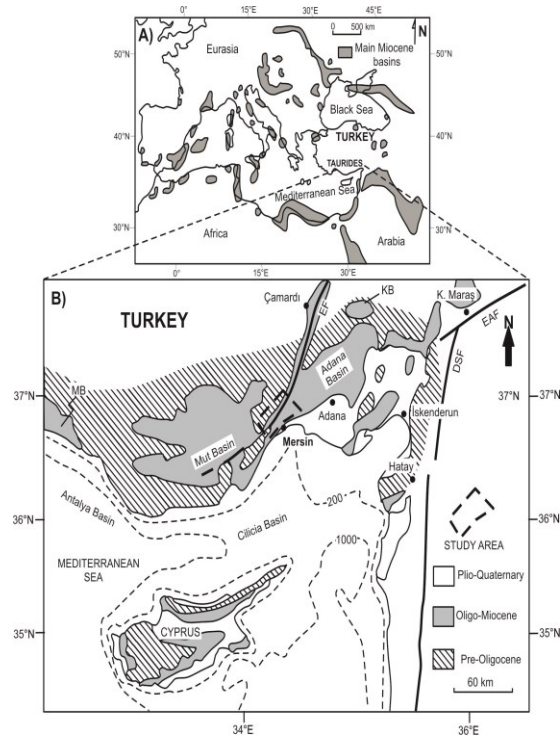 0° 15°E 30°E 35°E
A)
0 500 km
N
50°N
Eurasia
Main Miocene
basins
50°N
Black Sea
40°N
TURKEY
40°N
TAURIDES
Mediterranean Sea
30°N
Africa
Arabia
30°N
0° 15°E 30°E 45°E
B)
Çamardı
KB
K. Maraş
TURKEY
EF
EAF
N
DSF
Adana
Basin
37°N
37°N
MB
Adana
İskenderun
Mersin
Mut Basin
Hatay
Antalya Basin
200
36°N
Cilicia Basin
36°N
1000
STUDY AREA
MEDITERRANEAN
SEA
Plio-Quaternary
CYPRUS
Oligo-Miocene
35°N
35°N
Pre-Oligocene
60 km
34°E
36°E